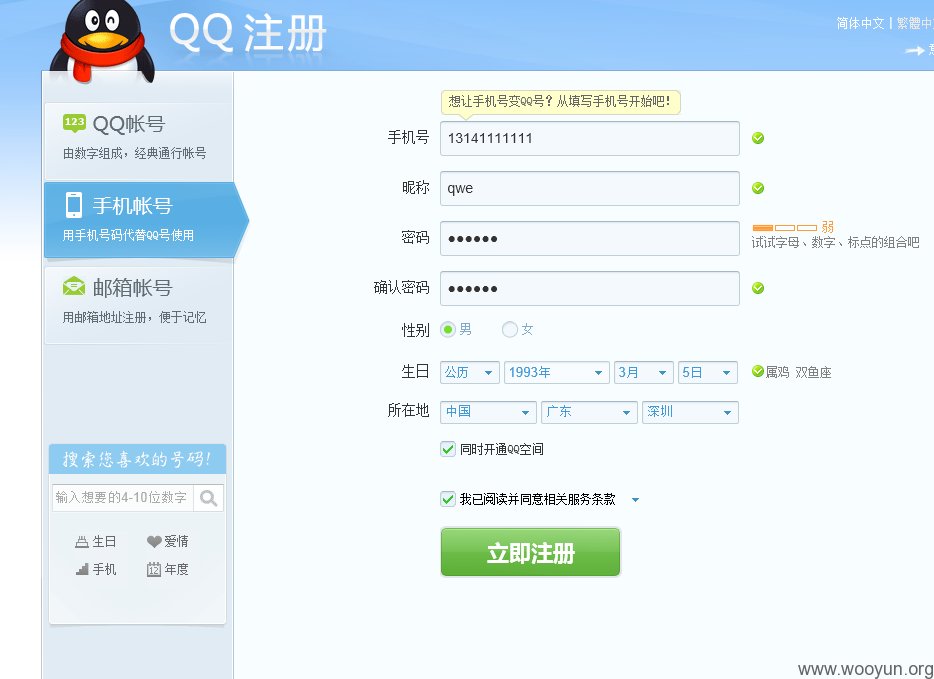 QQ 注册
简体中文 | 繁體中
想让手机号变QQ号？从填写手机号开始吧！
123 QQ帐号
由数字组成，经典通行帐号
手机帐号
用手机号码代替QQ号使用
邮箱帐号
用邮箱地址注册，便于记忆
搜索您喜欢的号码!
输入想要的4-10位数字
生日 爱情
手机 12 年度
手机号 13141111111
昵称 qwe
密码 ●●●●●● 弱
试试字母、数字、标点的组合吧
确认密码 ●●●●●●
性别 男 女
生日 公历 1993年 3月 5日 属鸡 双鱼座
所在地 中国 广东 深圳
同时开通QQ空间
我已阅读并同意相关服务条款
立即注册
www.wooyun.org